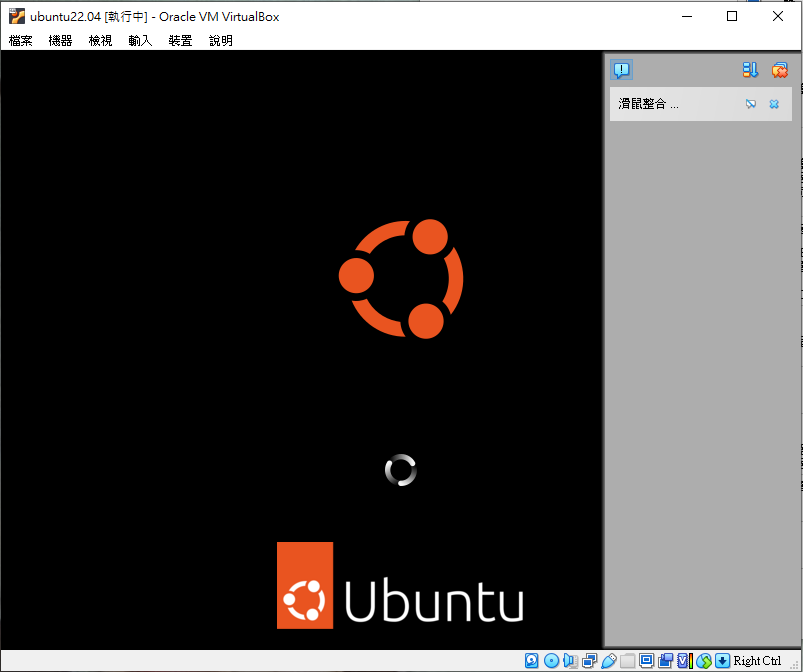 ubuntu22.04 [執行中] - Oracle VM VirtualBox
檔案 機器 檢視 輸入 裝置 說明
滑鼠整合 ...
Ubuntu
Right Ctrl